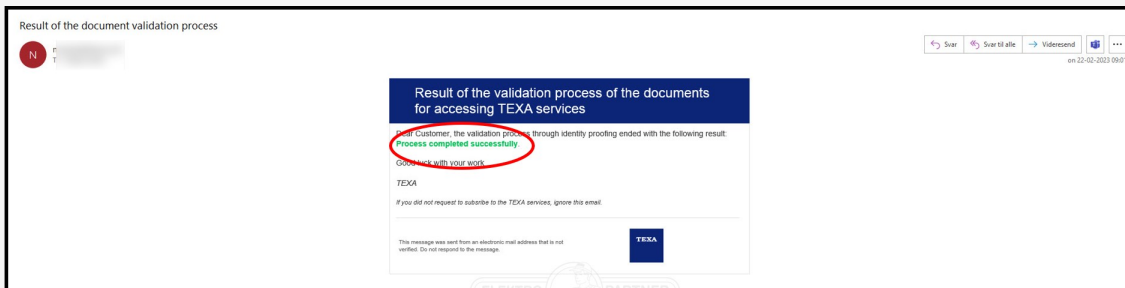 Result of the document validation process
N
Svar
Svar til alle
Videresend
on 22-02-2023 09:0
Result of the validation process of the documents
for accessing TEXA services
Dear Customer, the validation process through identity proofing ended with the following result:
Process completed successfully.
Good luck with your work
TEXA
If you did not request to subsribe to the TEXA services, ignore this email.
This message was sent from an electronic mail address that is not
verified. Do not respond to the message.
TEXA
PARTNER